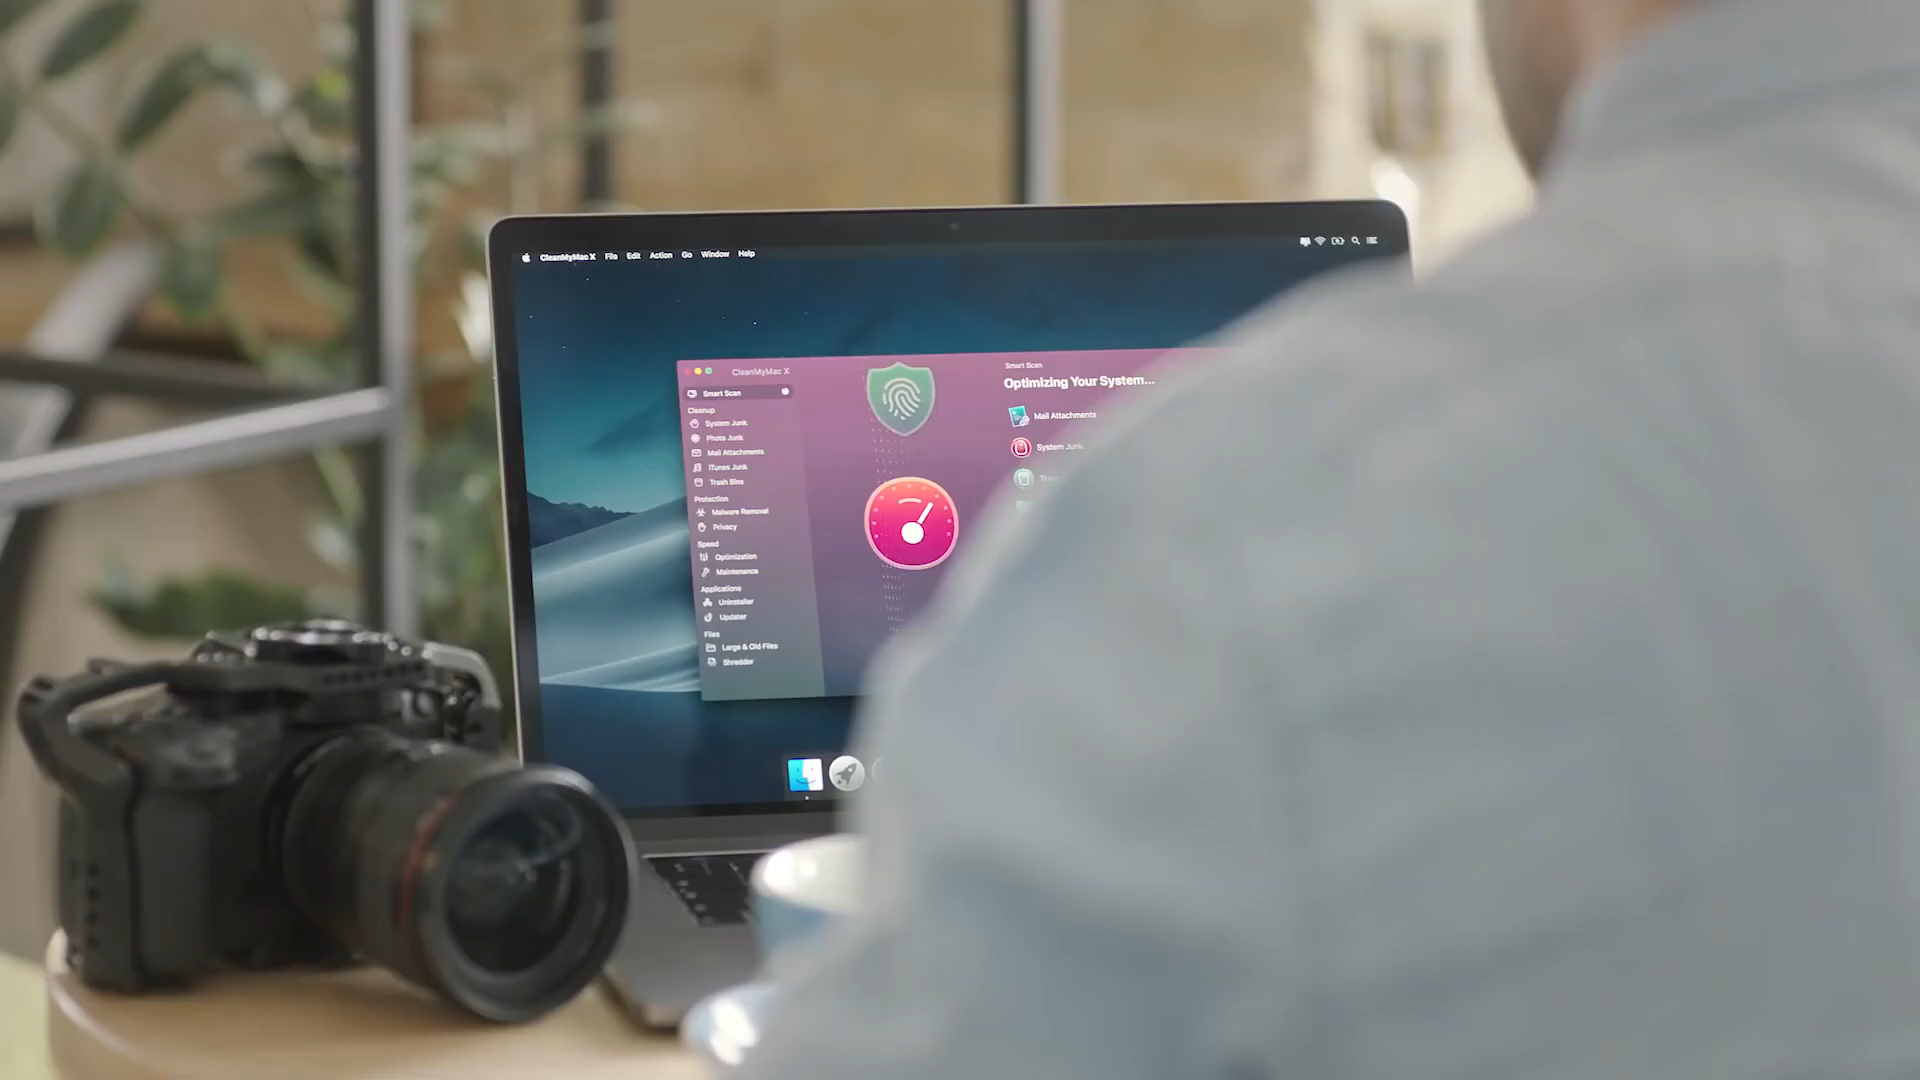 CleanMyMac X File Edit Action Go Window Help
CleanMyMac X
Smart Scan
Cleanup
System Junk
Photo Junk
Mail Attachments
iTunes Junk
Trash Bins
Protection
Malware Removal
Privacy
Speed
Optimization
Maintenance
Applications
Uninstaller
Updater
Files
Large & Old Files
Shredder
Smart Scan
Optimizing Your System...
Mail Attachments
System Junk